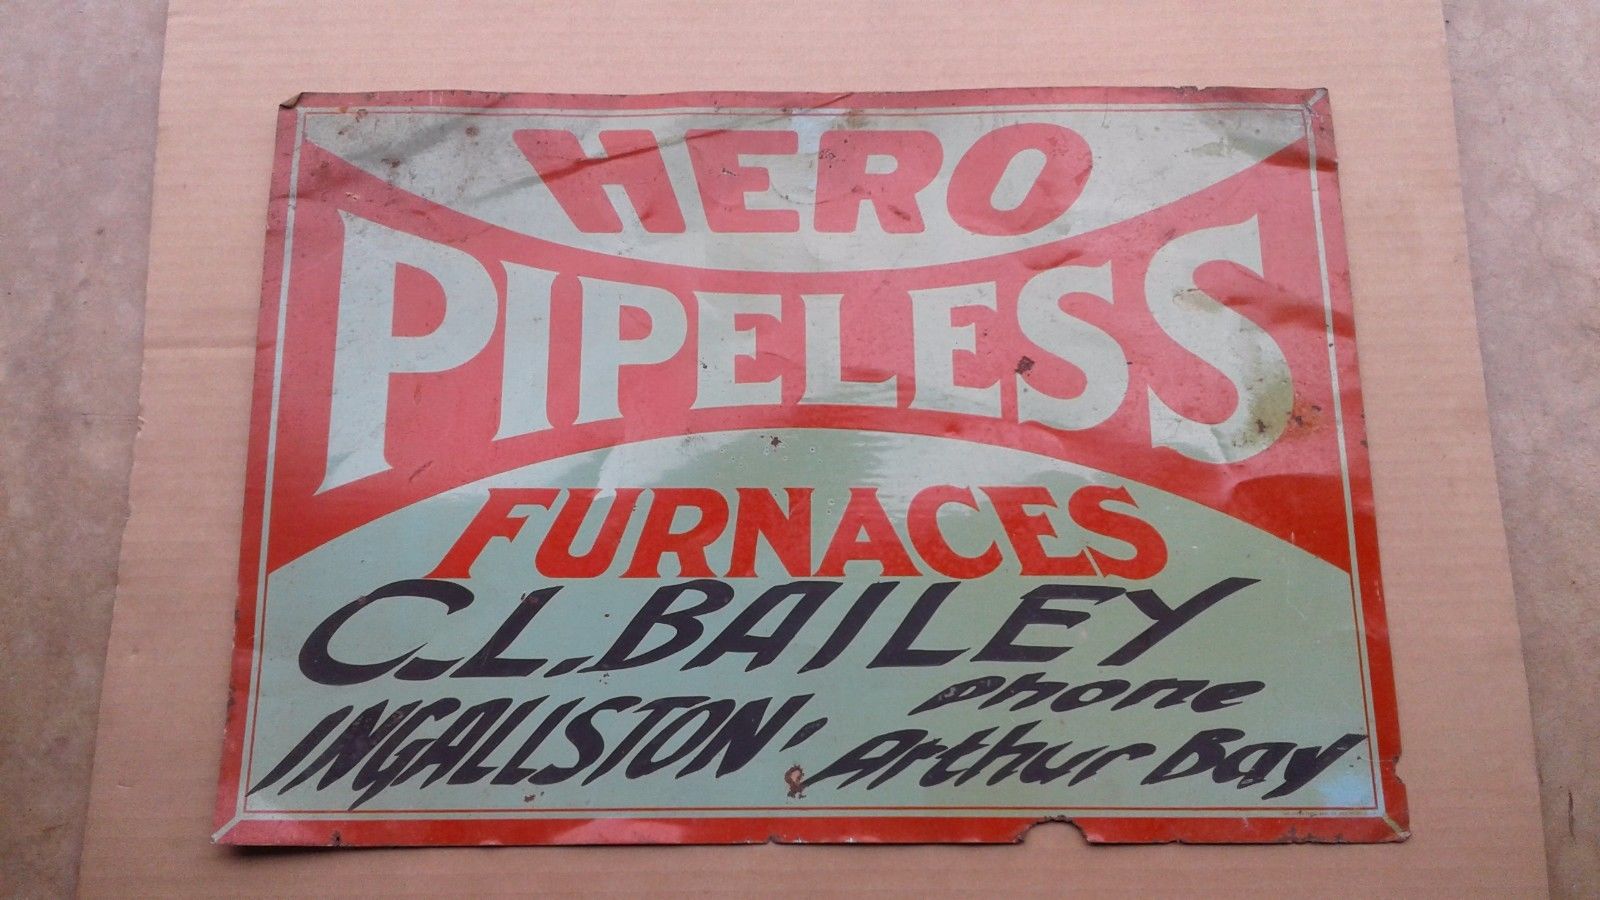 HERO
PIPELESS
FURNACES
C.L. BAILEY
INGALLSTON, phone Arthur Bay